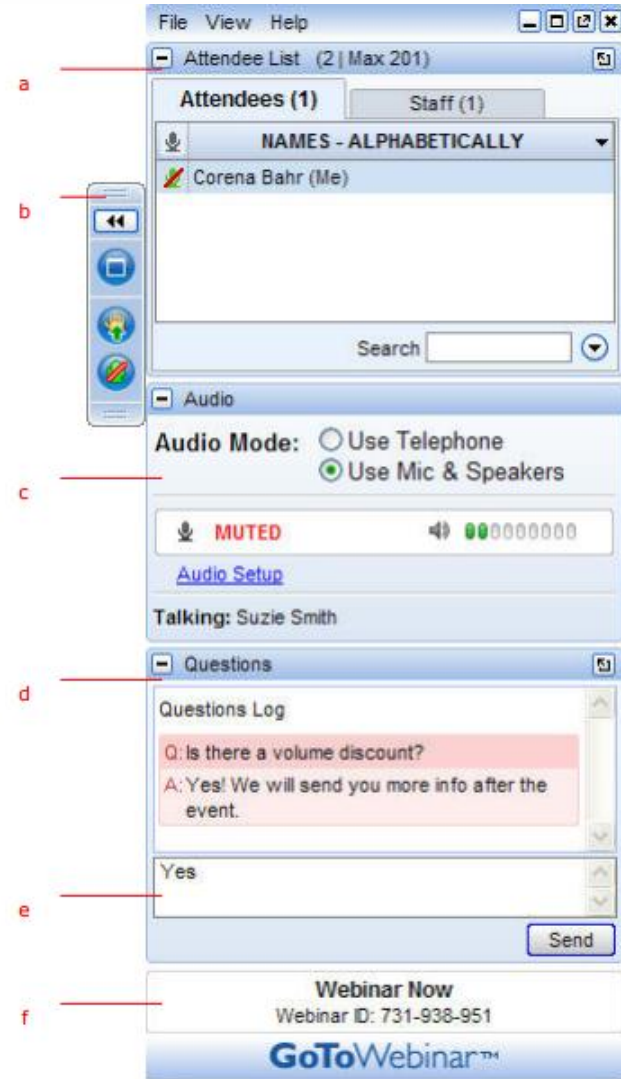 File View Help
Attendee List (2 | Max 201)
a
Attendees (1) Staff (1)
NAMES - ALPHABETICALLY
Corena Bahr (Me)
b
Search
Audio
Audio Mode: Use Telephone
Use Mic & Speakers
c
MUTED
Audio Setup
Talking: Suzie Smith
Questions
d
Questions Log
Q: Is there a volume discount?
A: Yes! We will send you more info after the
event.
Yes
e
Send
Webinar Now
f
Webinar ID: 731-938-951
GoToWebinar™